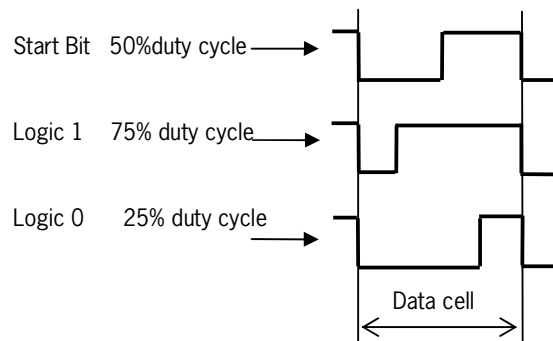 Start Bit 50%duty cycle
Logic 1 75% duty cycle
Logic 0 25% duty cycle
Data cell